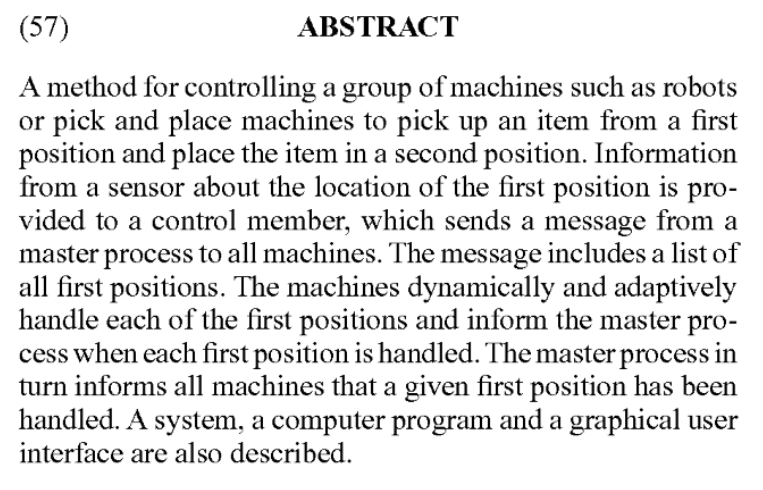 (57) ABSTRACT
A method for controlling a group of machines such as robots
or pick and place machines to pick up an item from a first
position and place the item in a second position. Information
from a sensor about the location of the first position is pro-
vided to a control member, which sends a message from a
master process to all machines. The message includes a list of
all first positions. The machines dynamically and adaptively
handle each of the first positions and inform the master pro-
cess when each first position is handled. The master process in
turn informs all machines that a given first position has been
handled. A system, a computer program and a graphical user
interface are also described.